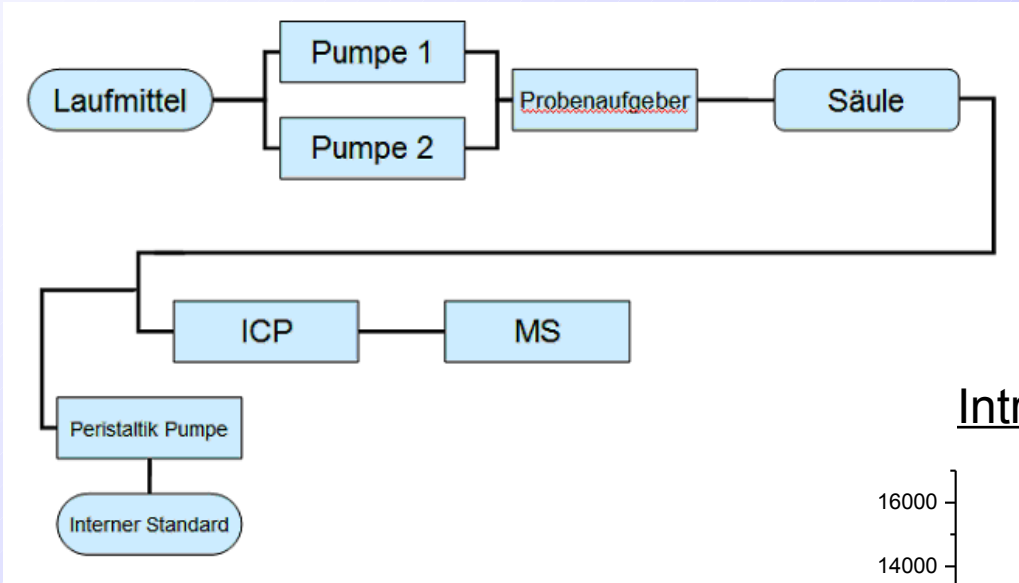 Pumpe 1
Laufmittel
Probenaufgeber
Säule
Pumpe 2
ICP
MS
Peristaltik Pumpe
Interner Standard
16000
14000